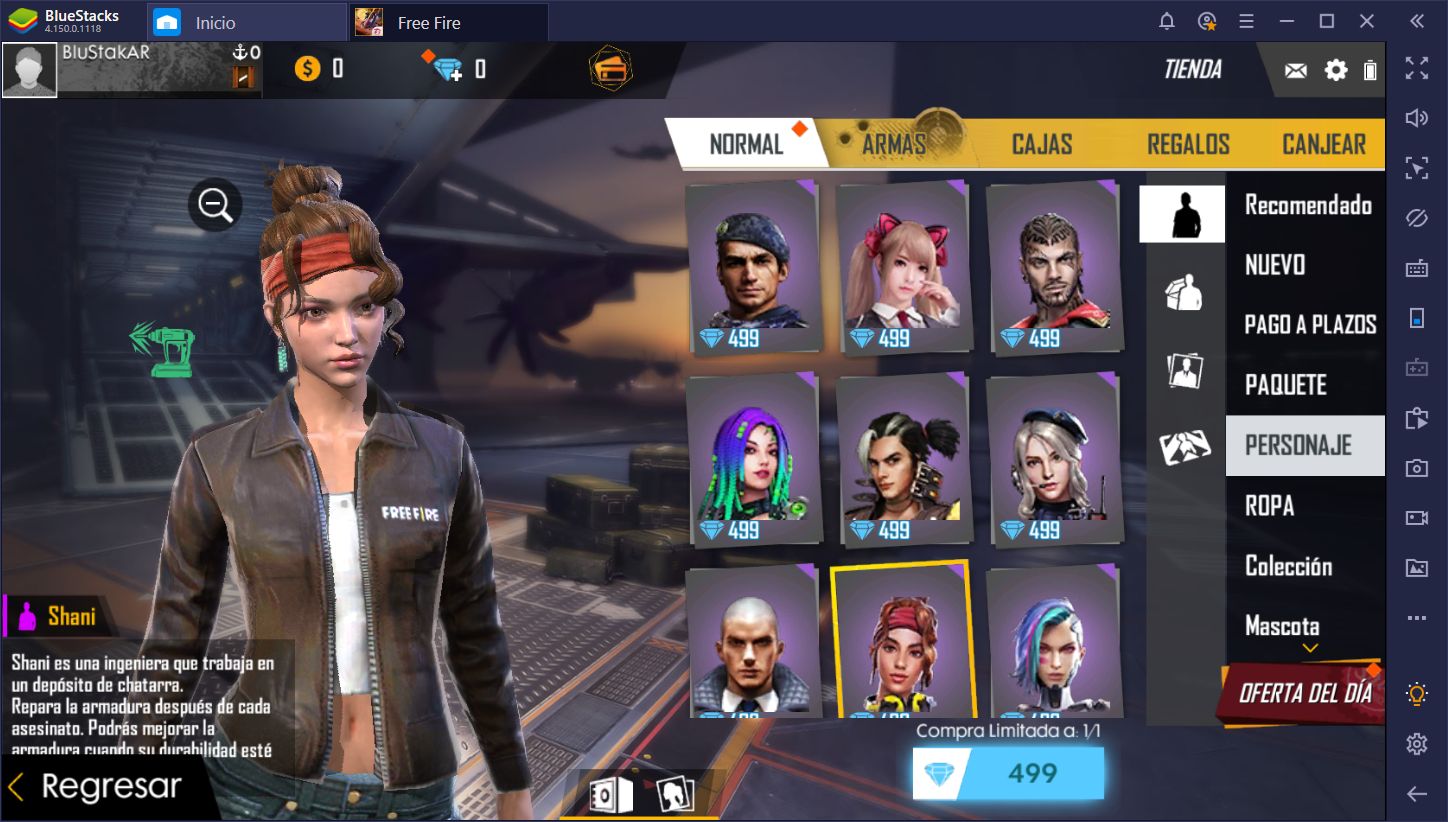 BlueStacks
4.150.0.1118
Inicio
Free Fire
BluStakAR
0
0
0
TIENDA
NORMAL
ARMAS
CAJAS
REGALOS
CANJEAR
499
499
499
499
499
499
Recomendado
NUEVO
PAGO A PLAZOS
PAQUETE
PERSONAJE
ROPA
Colección
Mascota
OFERTA DEL DÍA
FREE FIRE
Shani
Shani es una ingeniera que trabaja en
un depósito de chatarra.
Repara la armadura después de cada
asesinato. Podrás mejorar la
armadura cuando su durabilidad esté
Regresar
Compra Limitada a: 1/1
499